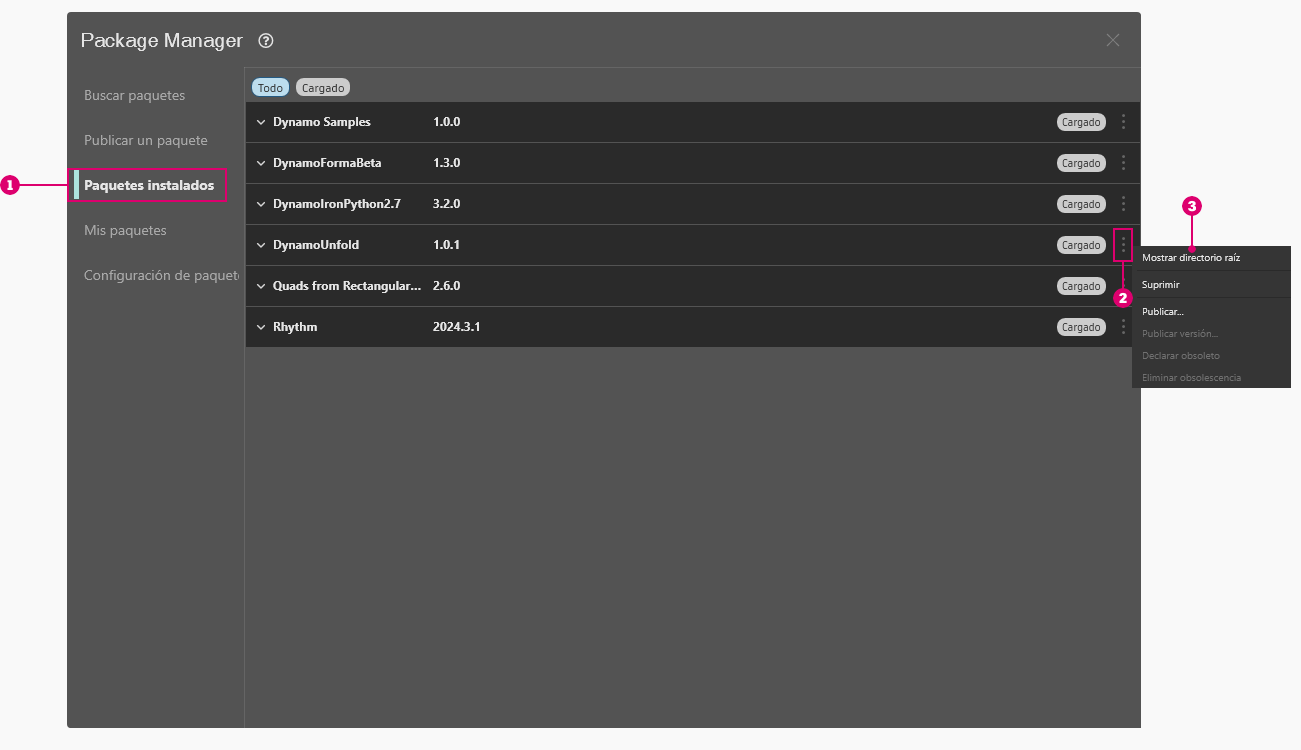 Package Manager ?
Buscar paquetes
Publicar un paquete
Paquetes instalados
Mis paquetes
Configuración de paquet
Todo Cargado
Dynamo Samples 1.0.0 Cargado
DynamoFormaBeta 1.3.0 Cargado
DynamoIronPython2.7 3.2.0 Cargado
DynamoUnfold 1.0.1 Cargado
Quads from Rectangular... 2.6.0 Cargado
Rhythm 2024.3.1 Cargado
1
2
3
Mostrar directorio raíz
Suprimir
Publicar...
Publicar versión...
Declarar obsoleto
Eliminar obsolescencia